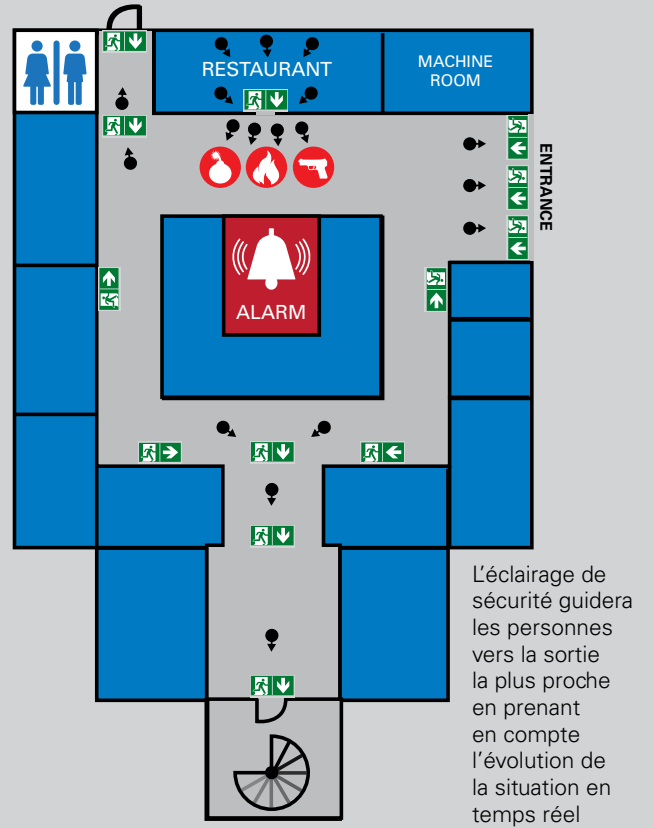 RESTAURANT
MACHINE
ROOM
ENTRANCE
ALARM
L’éclairage de
sécurité guidera
les personnes
vers la sortie
la plus proche
en prenant
en compte
l’évolution de
la situation en
temps réel